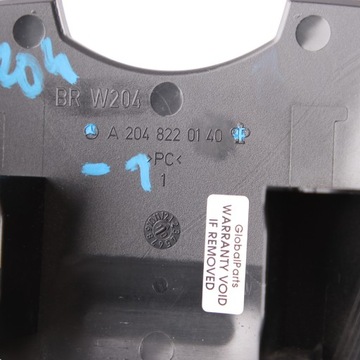 204
BR W204
A 204 822 01 40
-1
>PC<
1
GlobalParts
WARRANTY VOID
IF REMOVED